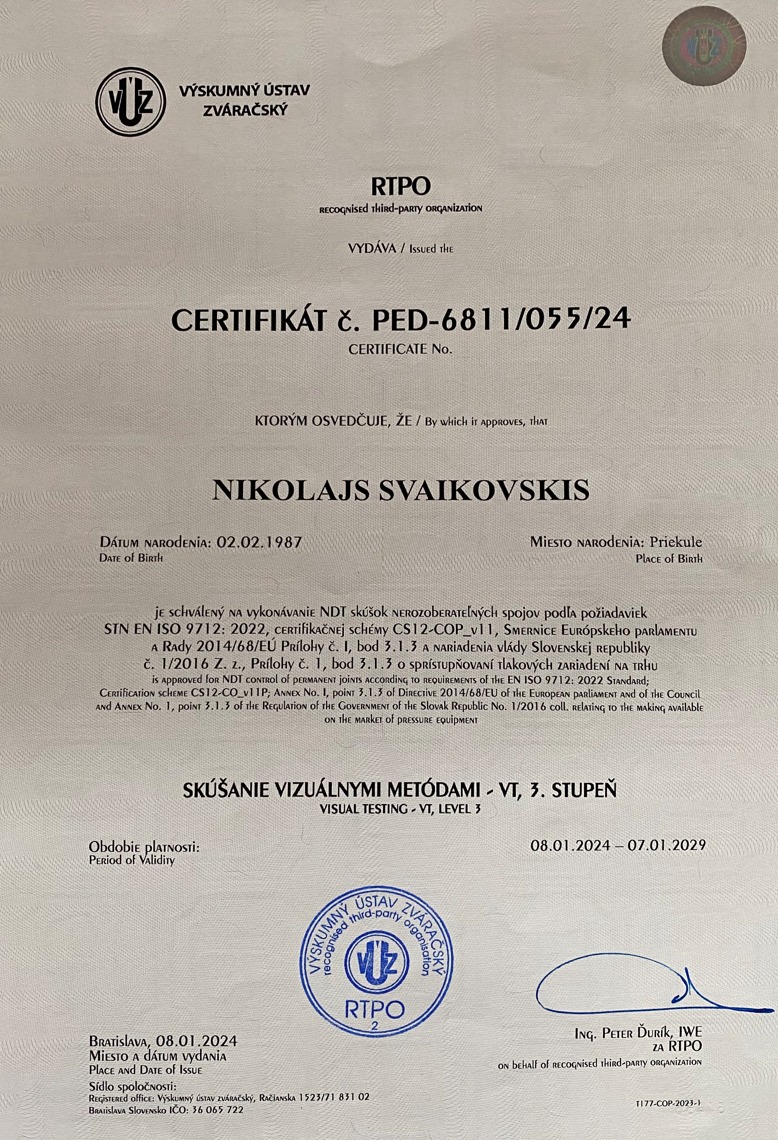 VÚZ
VÚZ
VÝSKUMNÝ ÚSTAV
ZVÁRAČSKÝ
RTPO
RECOGNISED THIRD-PARTY ORGANIZATION
VYDÁVA / ISSUED THE
CERTIFIKÁT č. PED-6811/055/24
CERTIFICATE No.
KTORÝM OSVEDČUJE, ŽE / By which it approves, that
NIKOLAJS SVAIKOVSKIS
Dátum narodenia: 02.02.1987
Date of Birth
Miesto narodenia: Priekule
Place of Birth
je schválený na vykonávanie NDT skúšok nerozoberateľných spojov podľa požiadaviek
STN EN ISO 9712: 2022, certifikačnej schémy CS12-COP_v11, Smernice Európskeho parlamentu
a Rady 2014/68/EÚ Prílohy č. I, bod 3.1.3 a nariadenia vlády Slovenskej republiky
č. 1/2016 Z. z., Prílohy č. 1, bod 3.1.3 o sprístupňovaní tlakových zariadení na trhu
is approved for NDT control of permanent joints according to requirements of the EN ISO 9712: 2022 Standard;
Certification scheme CS12-CO_v11P; Annex No. I, point 3.1.3 of Directive 2014/68/EU of the European parliament and of the Council
and Annex No. 1, point 3.1.3 of the Regulation of the Government of the Slovak Republic No. 1/2016 coll. relating to the making available
on the market of pressure equipment
SKÚŠANIE VIZUÁLNYMI METÓDAMI - VT, 3. STUPEŇ
VISUAL TESTING - VT, LEVEL 3
Obdobie platnosti:
Period of Validity
08.01.2024 – 07.01.2029
VÝSKUMNÝ ÚSTAV ZVÁRAČSKÝ
recognised third-party organisation
VÚZ
RTPO
2
Bratislava, 08.01.2024
Miesto a dátum vydania
Place and Date of Issue
Ing. Peter Ďurík, IWE
za RTPO
on behalf of recognised third-party organization
Sídlo spoločnosti:
Registered office: Výskumný ústav zváračský, Račianska 1523/71 831 02
Bratislava Slovensko IČO: 36 065 722
T177-COP-2023-1